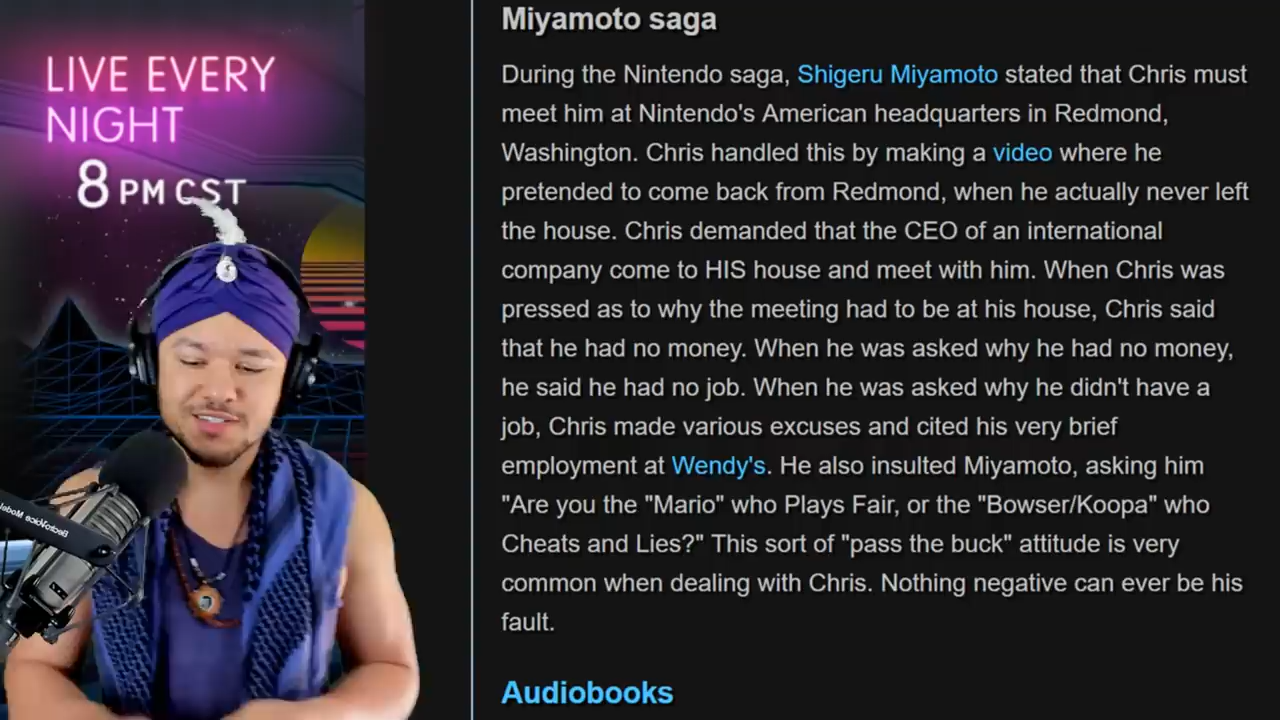 LIVE EVERY
NIGHT
8 PM CST
Miyamoto saga
During the Nintendo saga, Shigeru Miyamoto stated that Chris must
meet him at Nintendo's American headquarters in Redmond,
Washington. Chris handled this by making a video where he
pretended to come back from Redmond, when he actually never left
the house. Chris demanded that the CEO of an international
company come to HIS house and meet with him. When Chris was
pressed as to why the meeting had to be at his house, Chris said
that he had no money. When he was asked why he had no money,
he said he had no job. When he was asked why he didn't have a
job, Chris made various excuses and cited his very brief
employment at Wendy's. He also insulted Miyamoto, asking him
"Are you the "Mario" who Plays Fair, or the "Bowser/Koopa" who
Cheats and Lies?" This sort of "pass the buck" attitude is very
common when dealing with Chris. Nothing negative can ever be his
fault.
Audiobooks